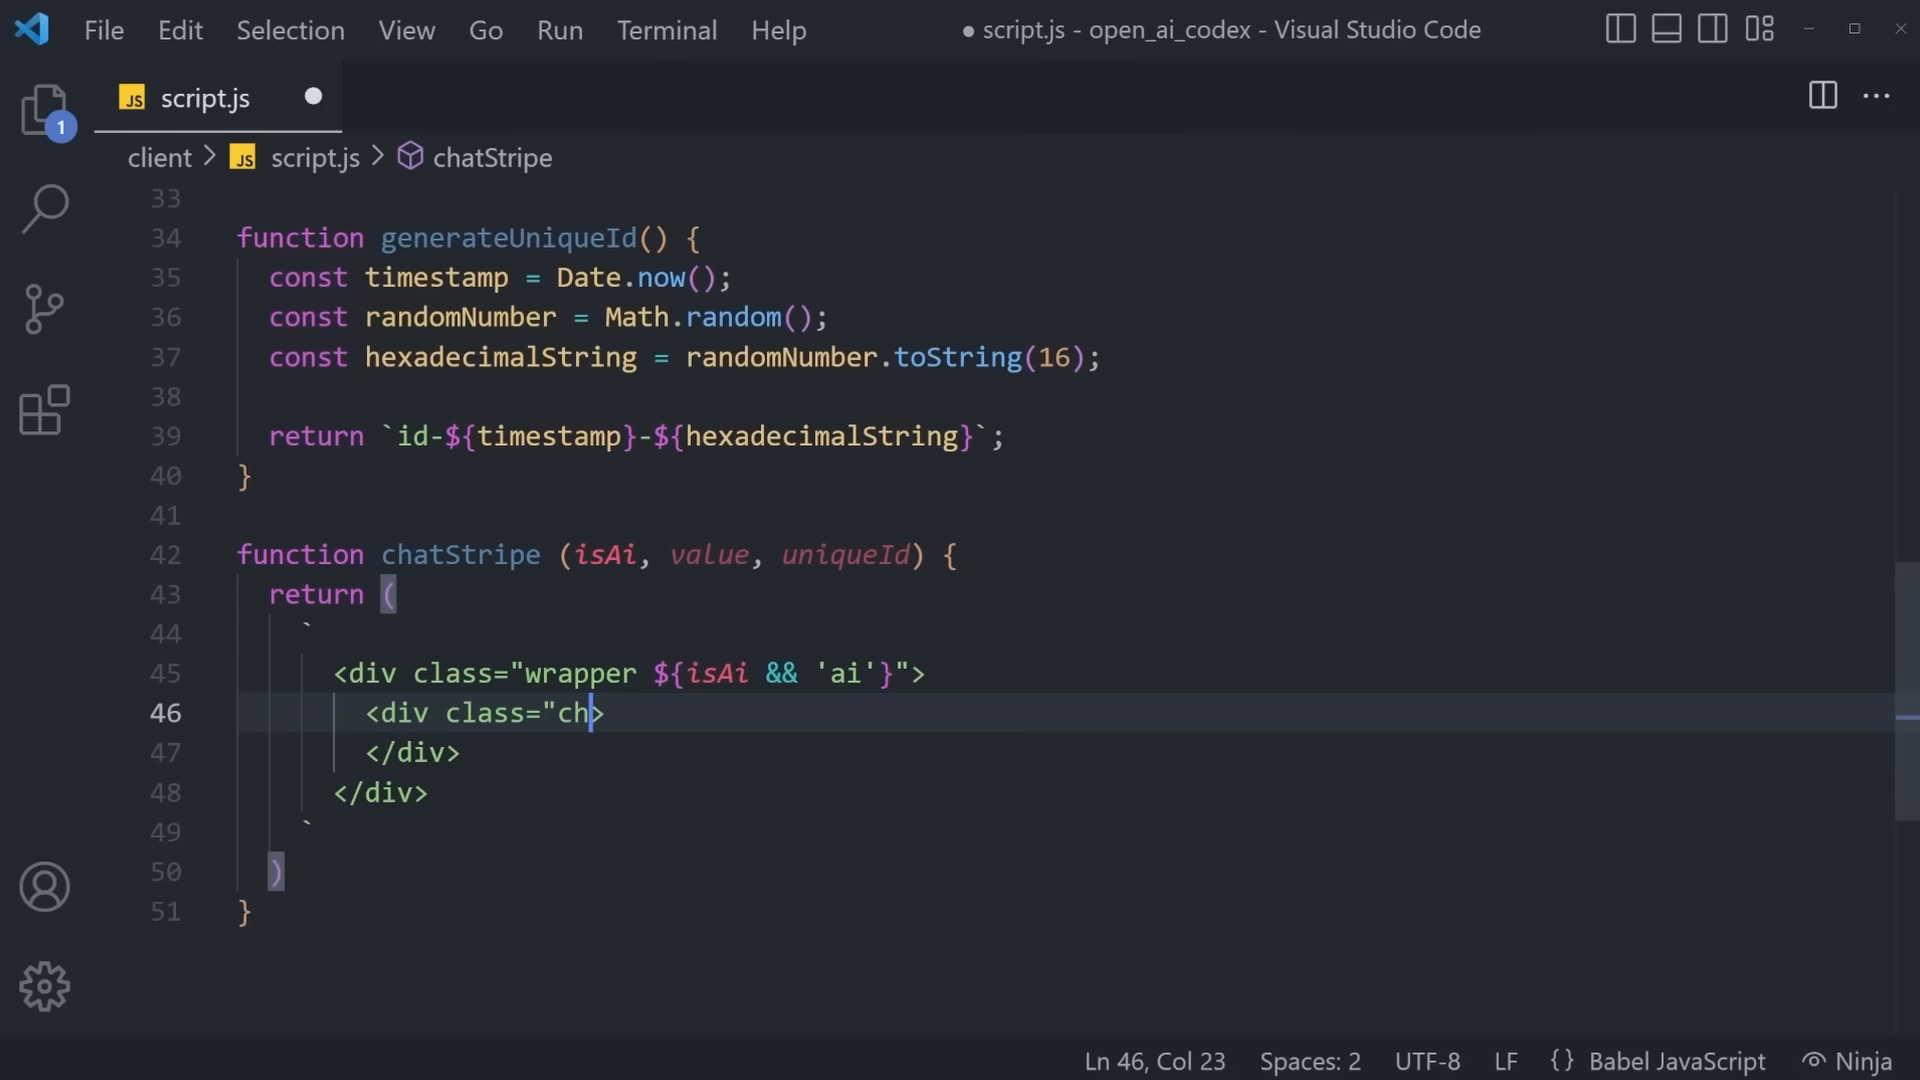 File Edit Selection View Go Run Terminal Help ● script.js - open_ai_codex - Visual Studio Code
1
JS script.js ●
client > JS script.js > chatStripe
33
34 function generateUniqueId() {
35   const timestamp = Date.now();
36   const randomNumber = Math.random();
37   const hexadecimalString = randomNumber.toString(16);
38
39   return `id-${timestamp}-${hexadecimalString}`;
40 }
41
42 function chatStripe (isAi, value, uniqueId) {
43   return (
44     `
45       <div class="wrapper ${isAi && 'ai'}">
46         <div class="ch>
47         </div>
48       </div>
49     `
50   )
51 }
Ln 46, Col 23 Spaces: 2 UTF-8 LF {} Babel JavaScript Ninja